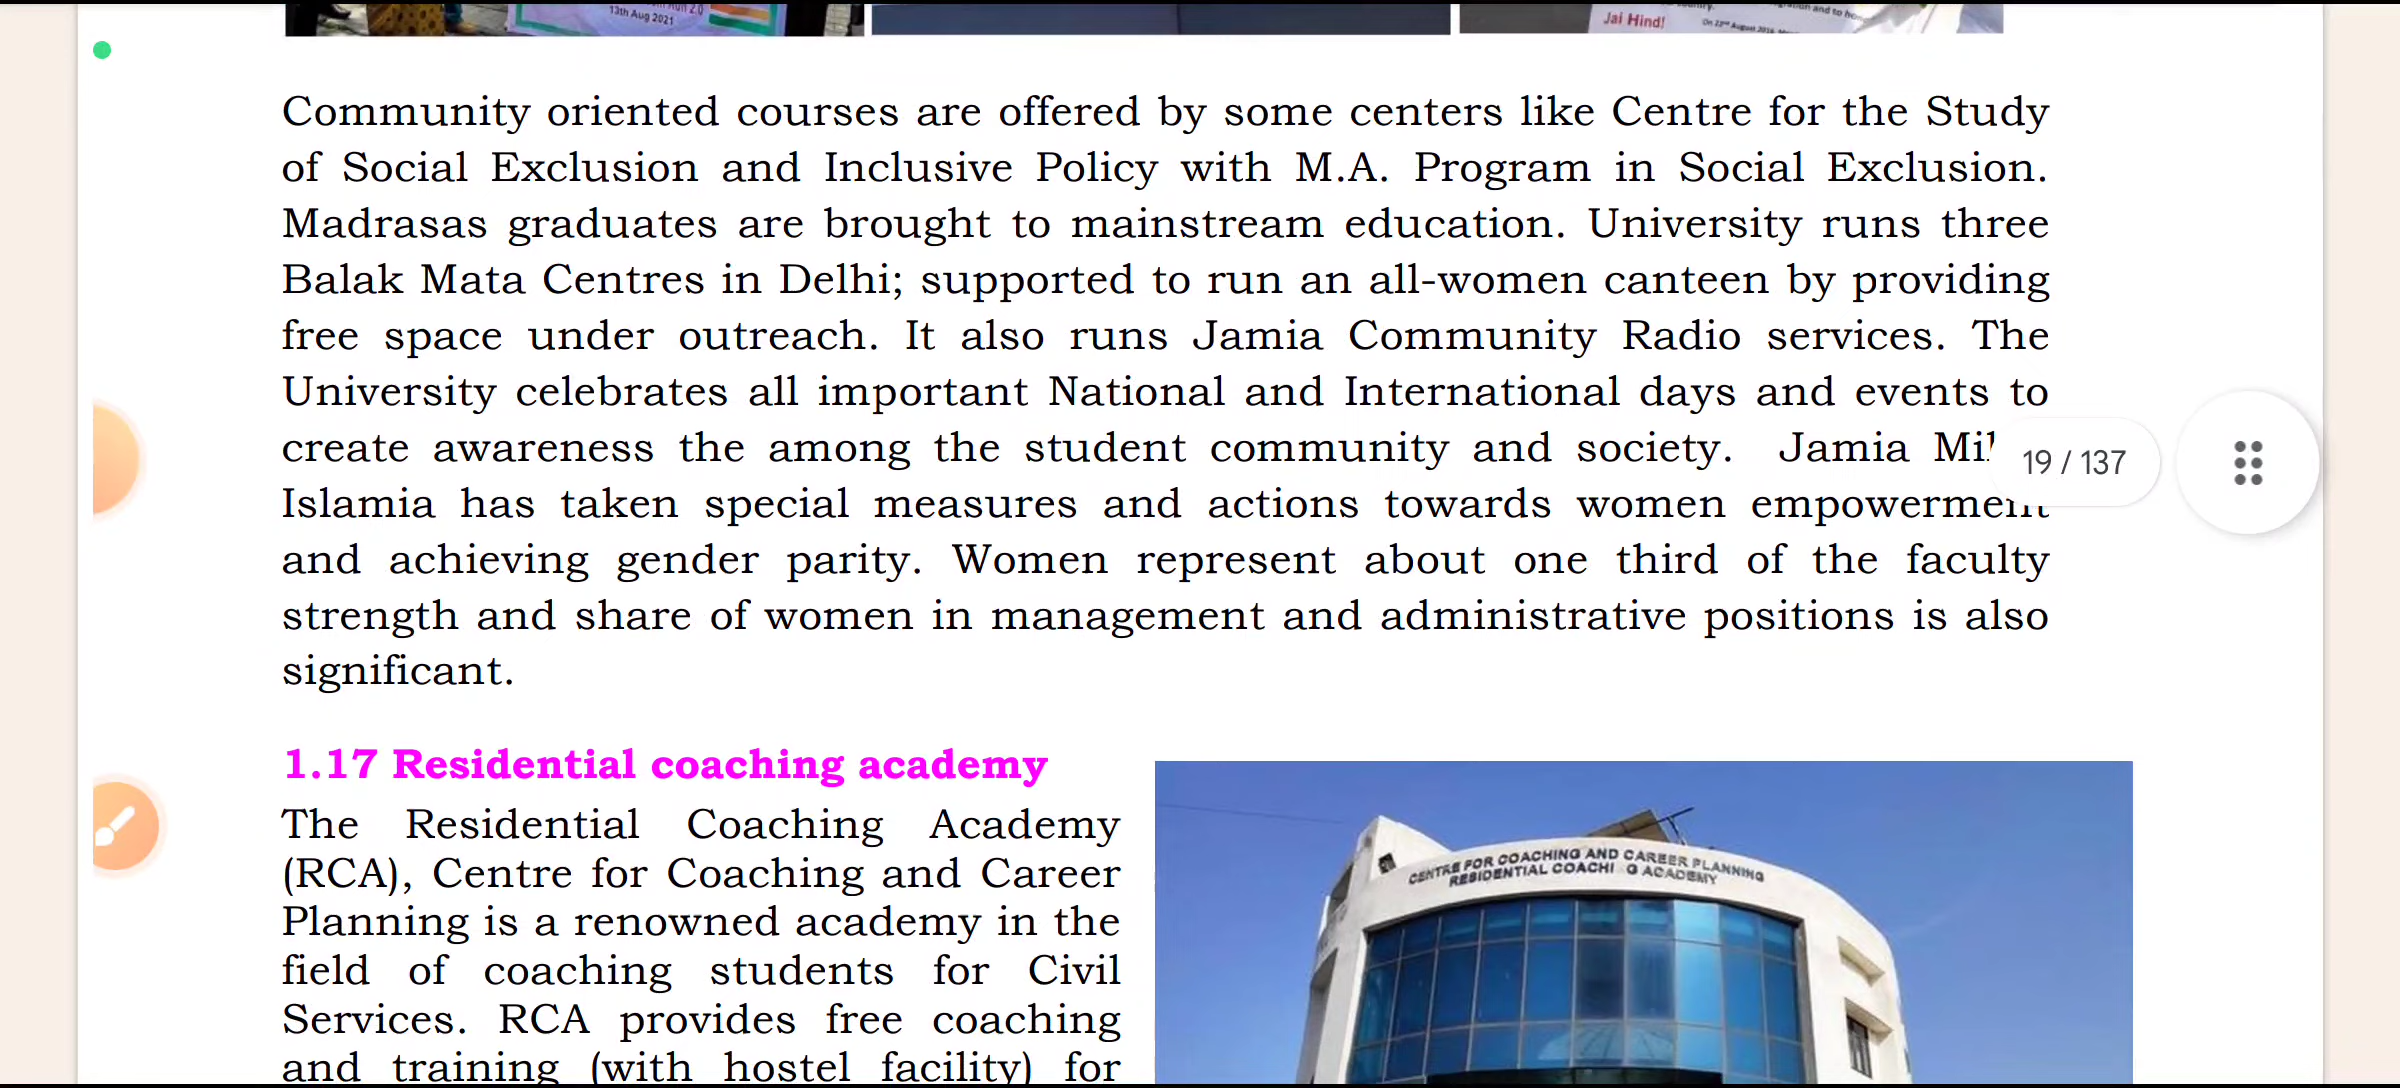 13th Aug 2021
Jai Hind!
Community oriented courses are offered by some centers like Centre for the Study
of Social Exclusion and Inclusive Policy with M.A. Program in Social Exclusion.
Madrasas graduates are brought to mainstream education. University runs three
Balak Mata Centres in Delhi; supported to run an all-women canteen by providing
free space under outreach. It also runs Jamia Community Radio services. The
University celebrates all important National and International days and events to
create awareness the among the student community and society. Jamia Mil
19 / 137
Islamia has taken special measures and actions towards women empowerment
and achieving gender parity. Women represent about one third of the faculty
strength and share of women in management and administrative positions is also
significant.
1.17 Residential coaching academy
The Residential Coaching Academy
(RCA), Centre for Coaching and Career
Planning is a renowned academy in the
field of coaching students for Civil
Services. RCA provides free coaching
and training (with hostel facility) for
CENTRE FOR COACHING AND CAREER PLANNING
RESIDENTIAL COACHI G ACADEMY